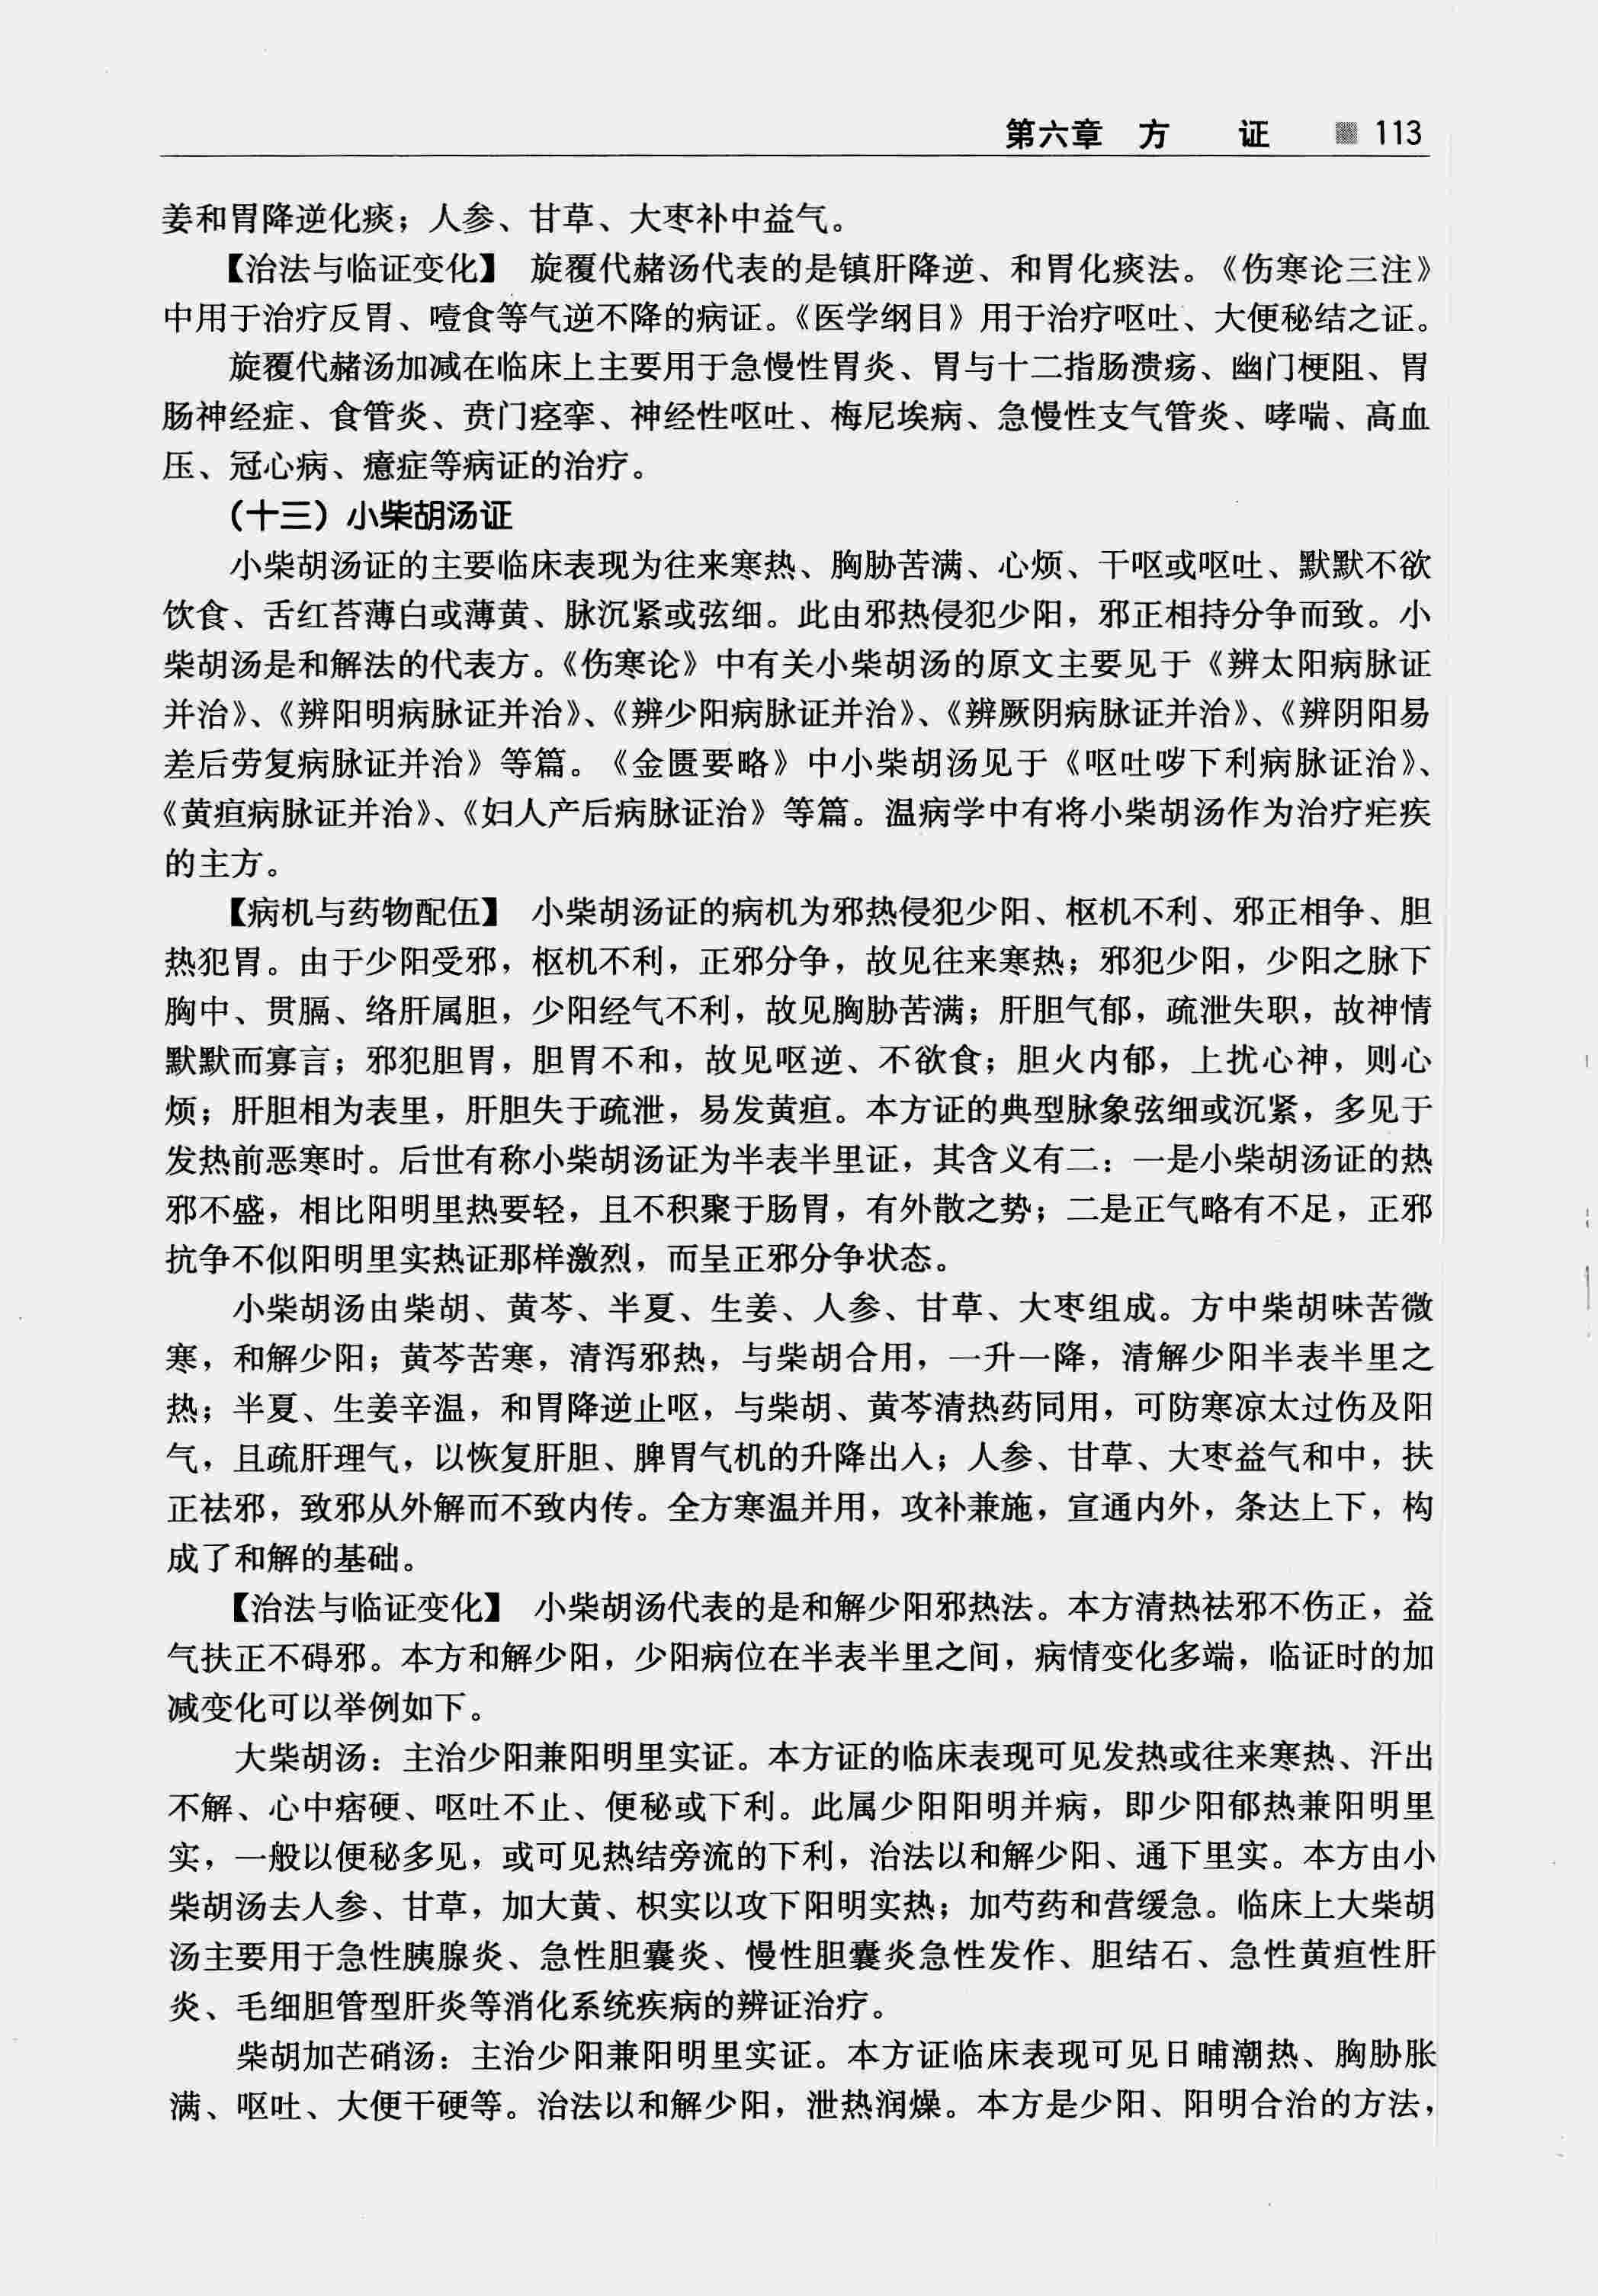 第六章 方 证 113
姜和胃降逆化痰；人参、甘草、大枣补中益气。
【治法与临证变化】 旋覆代赭汤代表的是镇肝降逆、和胃化痰法。《伤寒论三注》
中用于治疗反胃、噎食等气逆不降的病证。《医学纲目》用于治疗呕吐、大便秘结之证。
旋覆代赭汤加减在临床上主要用于急慢性胃炎、胃与十二指肠溃疡、幽门梗阻、胃
肠神经症、食管炎、贲门痉挛、神经性呕吐、梅尼埃病、急慢性支气管炎、哮喘、高血
压、冠心病、癔症等病证的治疗。
（十三）小柴胡汤证
小柴胡汤证的主要临床表现为往来寒热、胸胁苦满、心烦、干呕或呕吐、默默不欲
饮食、舌红苔薄白或薄黄、脉沉紧或弦细。此由邪热侵犯少阳，邪正相持分争而致。小
柴胡汤是和解法的代表方。《伤寒论》中有关小柴胡汤的原文主要见于《辨太阳病脉证
并治》、《辨阳明病脉证并治》、《辨少阳病脉证并治》、《辨厥阴病脉证并治》、《辨阴阳易
差后劳复病脉证并治》等篇。《金匮要略》中小柴胡汤见于《呕吐哕下利病脉证治》、
《黄疸病脉证并治》、《妇人产后病脉证治》等篇。温病学中有将小柴胡汤作为治疗疟疾
的主方。
【病机与药物配伍】 小柴胡汤证的病机为邪热侵犯少阳、枢机不利、邪正相争、胆
热犯胃。由于少阳受邪，枢机不利，正邪分争，故见往来寒热；邪犯少阳，少阳之脉下
胸中、贯膈、络肝属胆，少阳经气不利，故见胸胁苦满；肝胆气郁，疏泄失职，故神情
默默而寡言；邪犯胆胃，胆胃不和，故见呕逆、不欲食；胆火内郁，上扰心神，则心
烦；肝胆相为表里，肝胆失于疏泄，易发黄疸。本方证的典型脉象弦细或沉紧，多见于
发热前恶寒时。后世有称小柴胡汤证为半表半里证，其含义有二：一是小柴胡汤证的热
邪不盛，相比阳明里热要轻，且不积聚于肠胃，有外散之势；二是正气略有不足，正邪
抗争不似阳明里实热证那样激烈，而呈正邪分争状态。
小柴胡汤由柴胡、黄芩、半夏、生姜、人参、甘草、大枣组成。方中柴胡味苦微
寒，和解少阳；黄芩苦寒，清泻邪热，与柴胡合用，一升一降，清解少阳半表半里之
热；半夏、生姜辛温，和胃降逆止呕，与柴胡、黄芩清热药同用，可防寒凉太过伤及阳
气，且疏肝理气，以恢复肝胆、脾胃气机的升降出入；人参、甘草、大枣益气和中，扶
正祛邪，致邪从外解而不致内传。全方寒温并用，攻补兼施，宣通内外，条达上下，构
成了和解的基础。
【治法与临证变化】 小柴胡汤代表的是和解少阳邪热法。本方清热祛邪不伤正，益
气扶正不碍邪。本方和解少阳，少阳病位在半表半里之间，病情变化多端，临证时的加
减变化可以举例如下。
大柴胡汤：主治少阳兼阳明里实证。本方证的临床表现可见发热或往来寒热、汗出
不解、心中痞硬、呕吐不止、便秘或下利。此属少阳阳明并病，即少阳郁热兼阳明里
实，一般以便秘多见，或可见热结旁流的下利，治法以和解少阳、通下里实。本方由小
柴胡汤去人参、甘草，加大黄、枳实以攻下阳明实热；加芍药和营缓急。临床上大柴胡
汤主要用于急性胰腺炎、急性胆囊炎、慢性胆囊炎急性发作、胆结石、急性黄疸性肝
炎、毛细胆管型肝炎等消化系统疾病的辨证治疗。
柴胡加芒硝汤：主治少阳兼阳明里实证。本方证临床表现可见日晡潮热、胸胁胀
满、呕吐、大便干硬等。治法以和解少阳，泄热润燥。本方是少阳、阳明合治的方法，